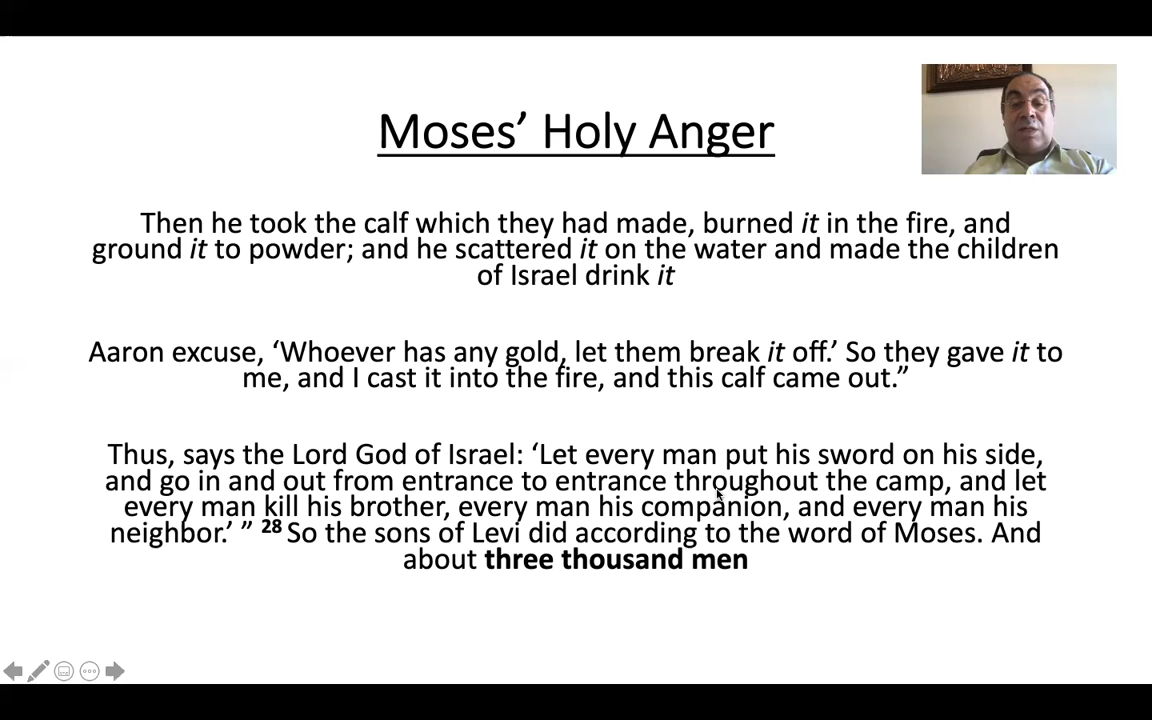 Moses’ Holy Anger
Then he took the calf which they had made, burned it in the fire, and
ground it to powder; and he scattered it on the water and made the children
of Israel drink it
Aaron excuse, ‘Whoever has any gold, let them break it off.’ So they gave it to
me, and I cast it into the fire, and this calf came out.”
Thus, says the Lord God of Israel: ‘Let every man put his sword on his side,
and go in and out from entrance to entrance throughout the camp, and let
every man kill his brother, every man his companion, and every man his
neighbor.’ ” 28 So the sons of Levi did according to the word of Moses. And
about three thousand men